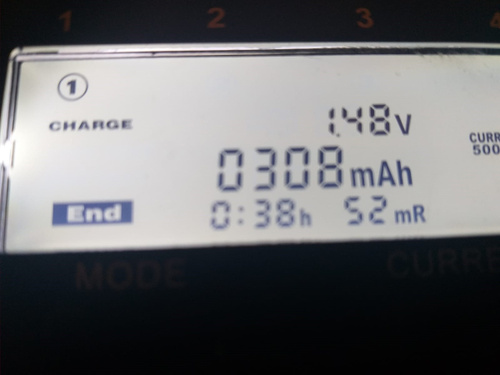 1 2 3 4
①
CHARGE
1.48V
CURR
500
0308mAh
End 0:38h 52mR
MODE CURRE